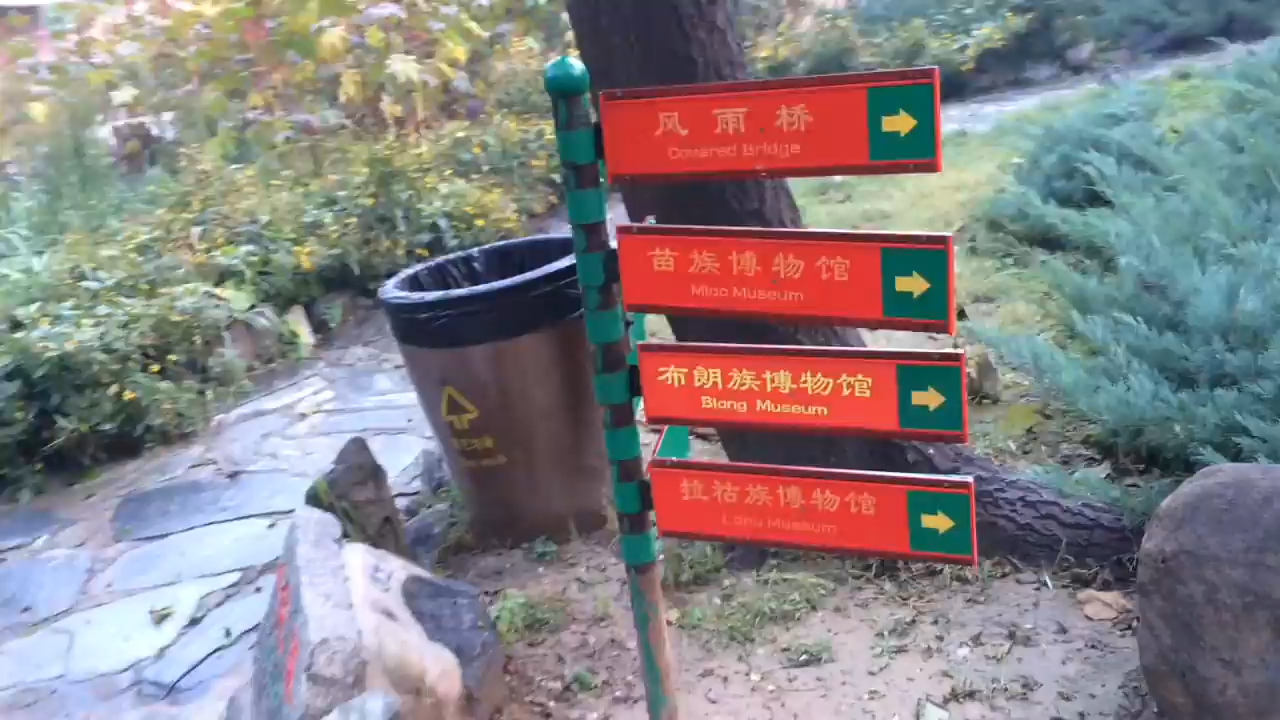 风雨桥
Covered Bridge
苗族博物馆
Miao Museum
布朗族博物馆
Blang Museum
拉祜族博物馆
Lahu Museum